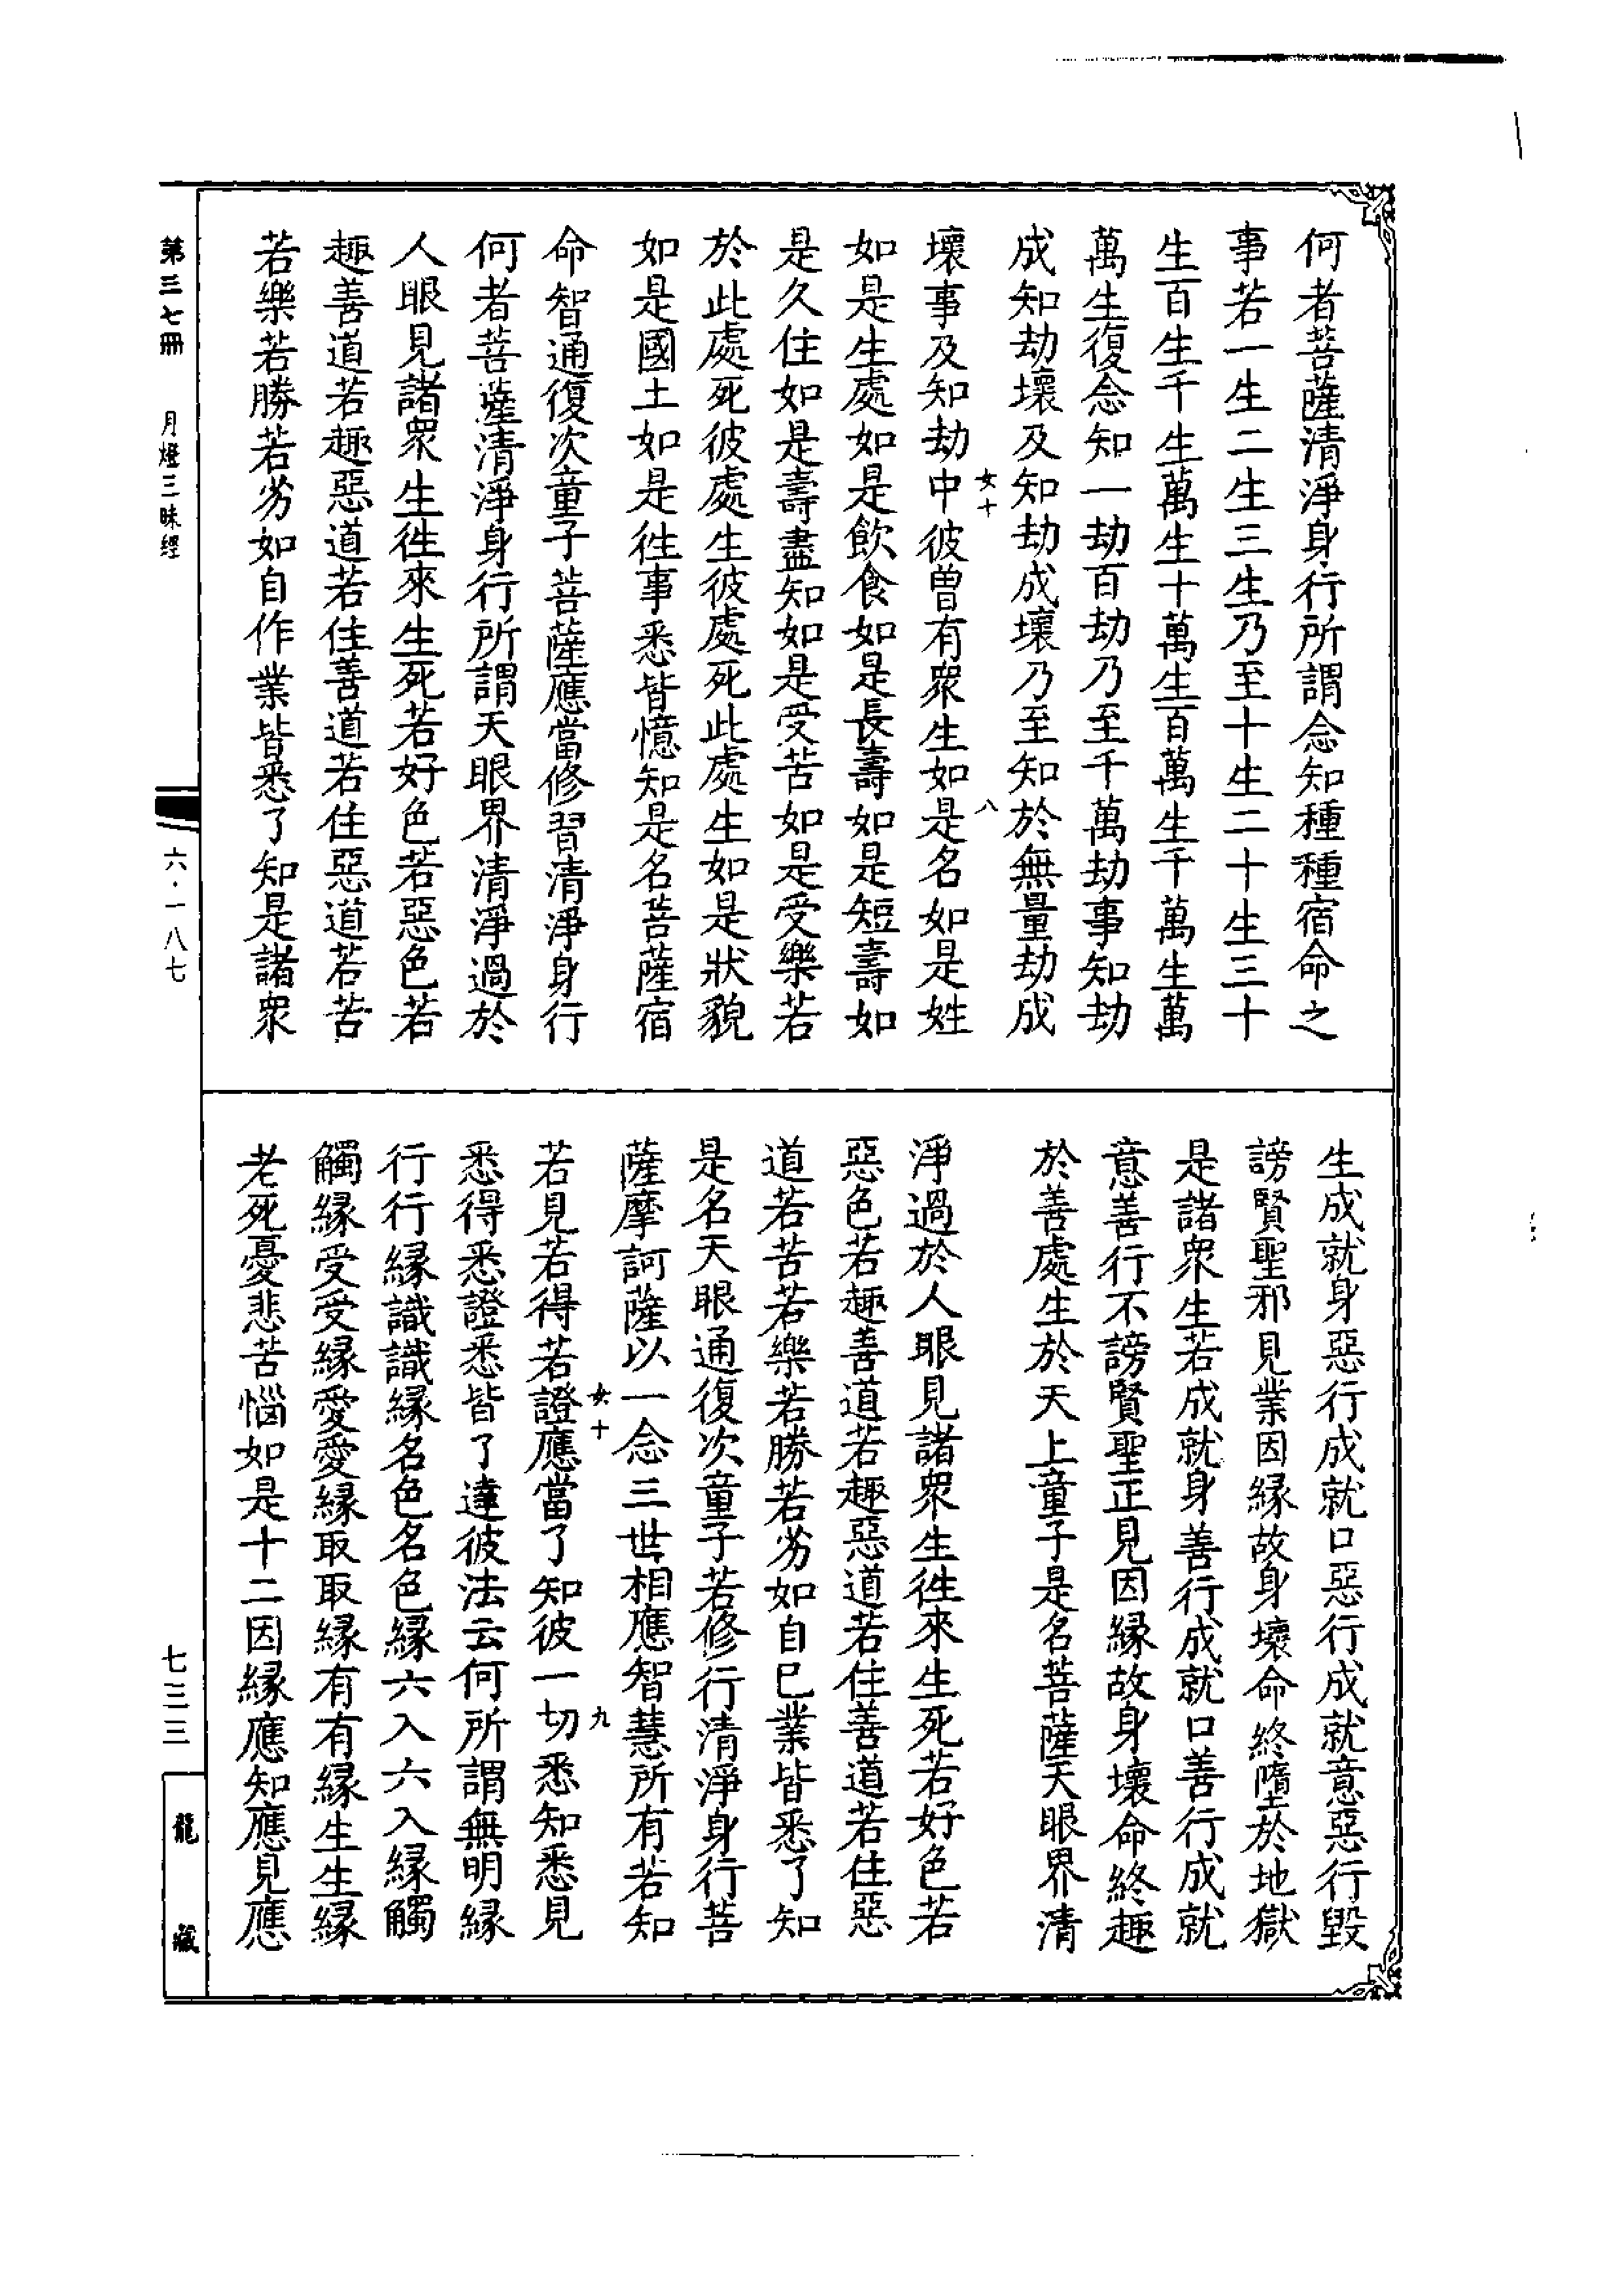 何者菩薩清淨身行所謂念知種種宿命之
事若一生二生三生乃至十生二十生三十
生百生千生萬生十萬生百萬生千萬生萬
萬生復念知一劫百劫乃至千萬劫事知劫
成知劫壞及知劫成壞乃至知於無量劫成
女十
八
壞事及知劫中彼曾有眾生如是名如是姓
如是生處如是飲食如是長壽如是短壽如
是久住如是壽盡知如是受苦如是受樂若
於此處死彼處生彼處死此處生如是狀貌
如是國土如是徃事悉皆憶知是名菩薩宿
命智通復次童子菩薩應當修習清淨身行
何者菩薩清淨身行所謂天眼界清淨過於
人眼見諸眾生徃來生死若好色若惡色若
趣善道若趣惡道若住善道若住惡道若苦
若樂若勝若劣如自作業皆悉了知是諸眾
生成就身惡行成就口惡行成就意惡行毀
謗賢聖邪見業因緣故身壞命終墮於地獄
是諸眾生若成就身善行成就口善行成就
意善行不謗賢聖正見因緣故身壞命終趣
於善處生於天上童子是名菩薩天眼界清
淨過於人眼見諸眾生徃來生死若好色若
惡色若趣善道若趣惡道若住善道若住惡
道若苦若樂若勝若劣如自己業皆悉了知
是名天眼通復次童子若修行清淨身行菩
薩摩訶薩以一念三世相應智慧所有若知
女十
九
若見若得若證應當了知彼一切悉知悉見
悉得悉證悉皆了達彼法云何所謂無明緣
行行緣識識緣名色名色緣六入六入緣觸
觸緣受受緣愛愛緣取取緣有有緣生生緣
老死憂悲苦惱如是十二因緣應知應見應
第三七冊
月燈三昧經
六·一八七
七三三
龍藏